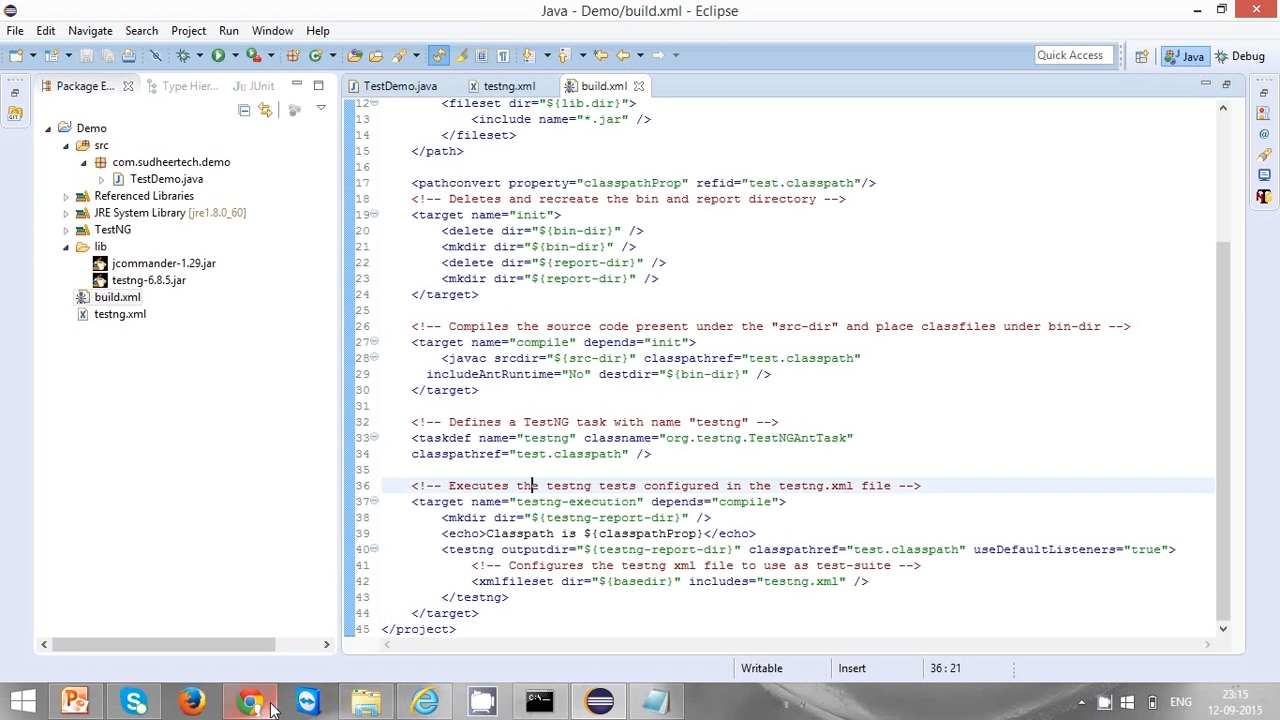 Java - Demo/build.xml - Eclipse
File Edit Navigate Search Project Run Window Help
Quick Access
Java
Debug
Package E...
Type Hier...
JUnit
Demo
src
com.sudheertech.demo
TestDemo.java
Referenced Libraries
JRE System Library [jre1.8.0_60]
TestNG
lib
jcommander-1.29.jar
testng-6.8.5.jar
build.xml
testng.xml
TestDemo.java
testng.xml
build.xml
12 <fileset dir="${lib.dir}">
13 <include name="*.jar" />
14 </fileset>
15 </path>
16
17 <pathconvert property="classpathProp" refid="test.classpath"/>
18 <!-- Deletes and recreate the bin and report directory -->
19 <target name="init">
20 <delete dir="${bin-dir}" />
21 <mkdir dir="${bin-dir}" />
22 <delete dir="${report-dir}" />
23 <mkdir dir="${report-dir}" />
24 </target>
25
26 <!-- Compiles the source code present under the "src-dir" and place classfiles under bin-dir -->
27 <target name="compile" depends="init">
28 <javac srcdir="${src-dir}" classpathref="test.classpath"
29 includeAntRuntime="No" destdir="${bin-dir}" />
30 </target>
31
32 <!-- Defines a TestNG task with name "testng" -->
33 <taskdef name="testng" classname="org.testng.TestNGAntTask"
34 classpathref="test.classpath" />
35
36 <!-- Executes the testng tests configured in the testng.xml file -->
37 <target name="testng-execution" depends="compile">
38 <mkdir dir="${testng-report-dir}" />
39 <echo>Classpath is ${classpathProp}</echo>
40 <testng outputdir="${testng-report-dir}" classpathref="test.classpath" useDefaultListeners="true">
41 <!-- Configures the testng xml file to use as test-suite -->
42 <xmlfileset dir="${basedir}" includes="testng.xml" />
43 </testng>
44 </target>
45 </project>
Writable
Insert
36 : 21
ENG
23:15
12-09-2015